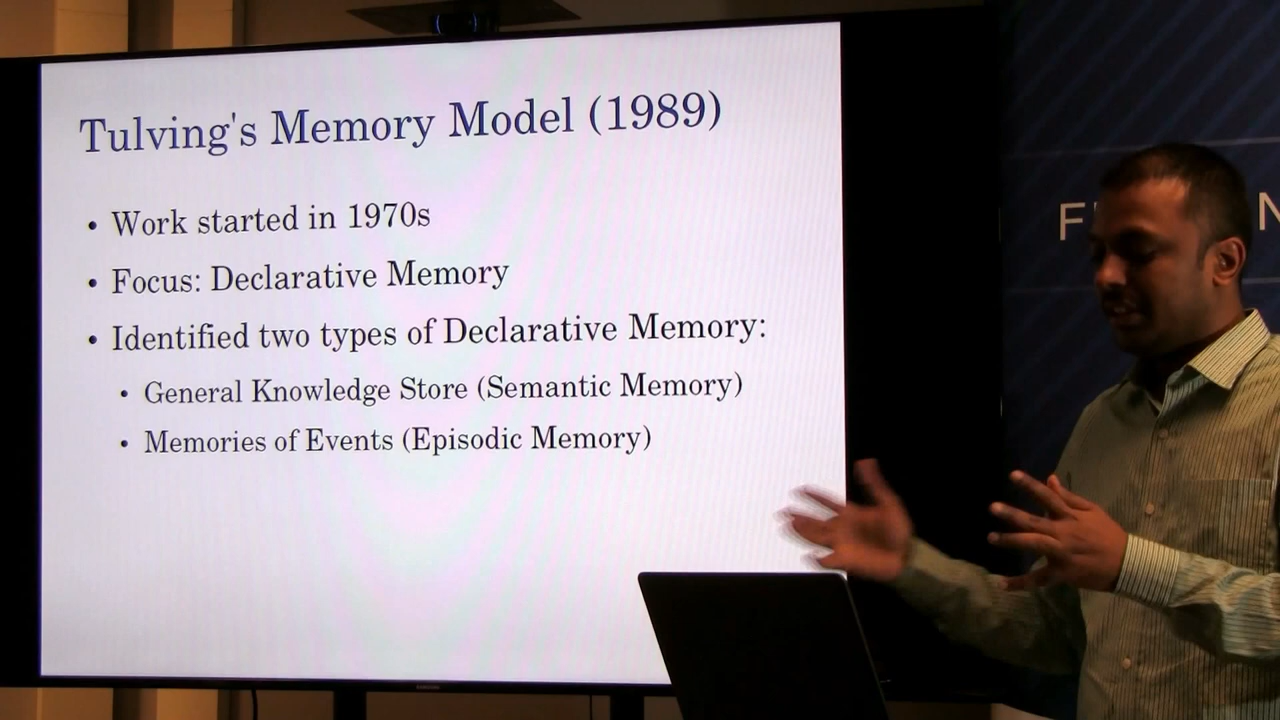 Tulving's Memory Model (1989)
• Work started in 1970s
• Focus: Declarative Memory
• Identified two types of Declarative Memory:
• General Knowledge Store (Semantic Memory)
• Memories of Events (Episodic Memory)